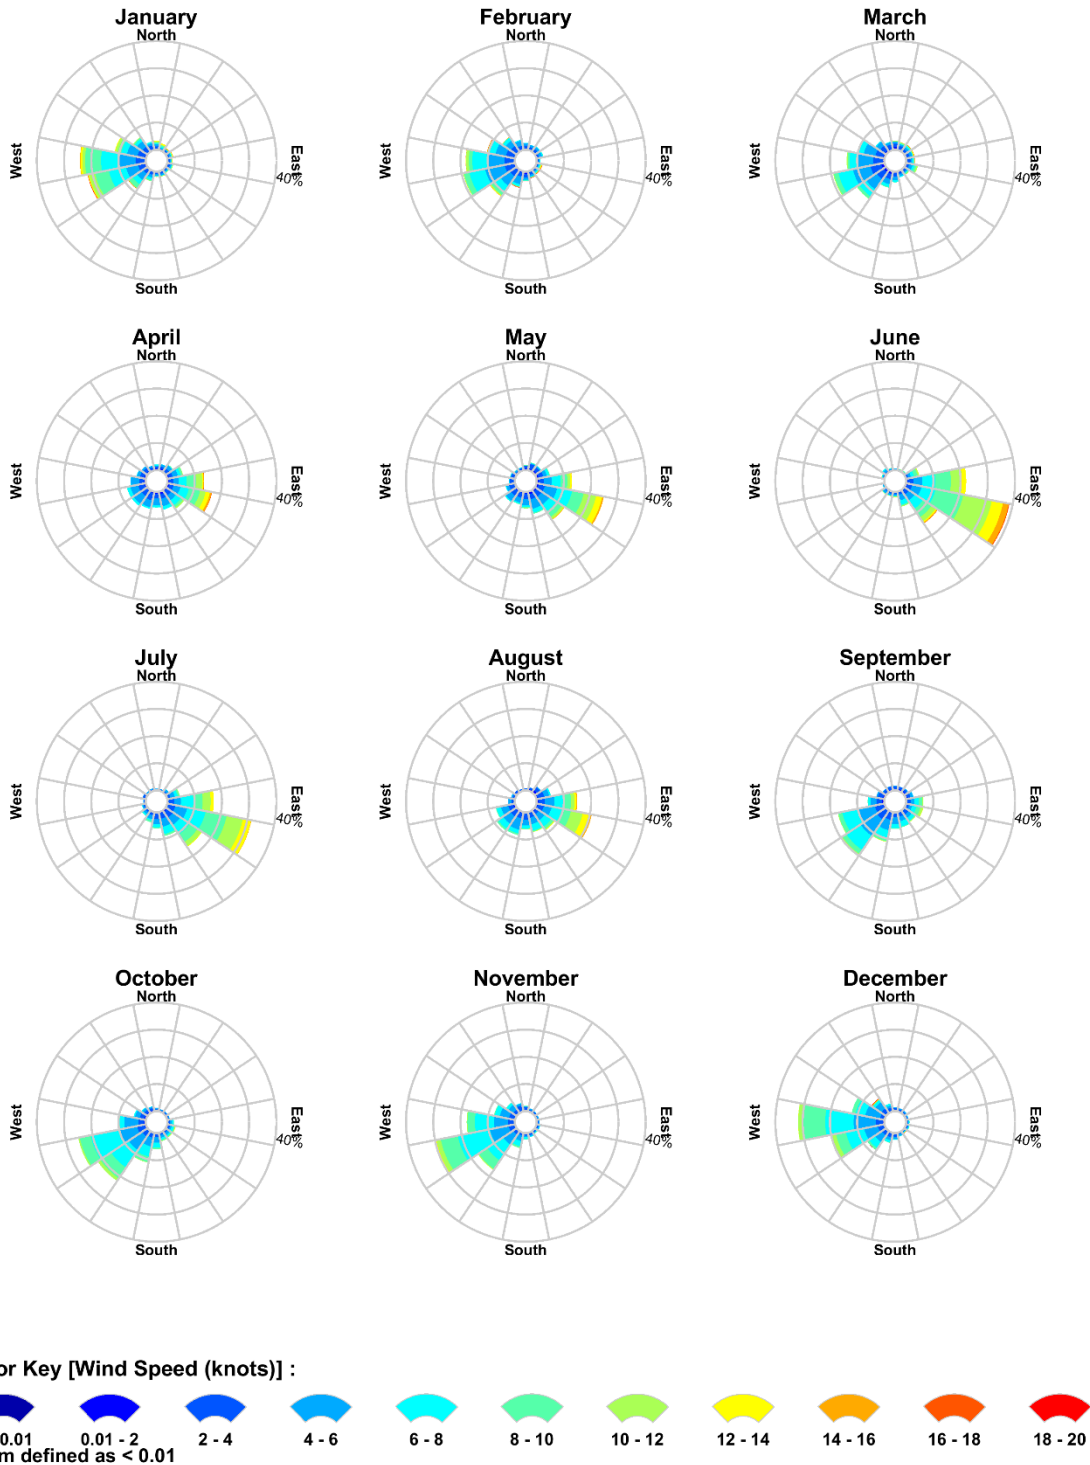 January February March
North North North
West East 40% West East 40% West East 40%
South South South
April May June
North North North
West East 40% West East 40% West East 40%
South South South
July August September
North North North
West East 40% West East 40% West East 40%
South South South
October November December
North North North
West East 40% West East 40% West East 40%
South South South
or Key [Wind Speed (knots)] :
0.01 0.01 - 2 2 - 4 4 - 6 6 - 8 8 - 10 10 - 12 12 - 14 14 - 16 16 - 18 18 - 20
m defined as < 0.01